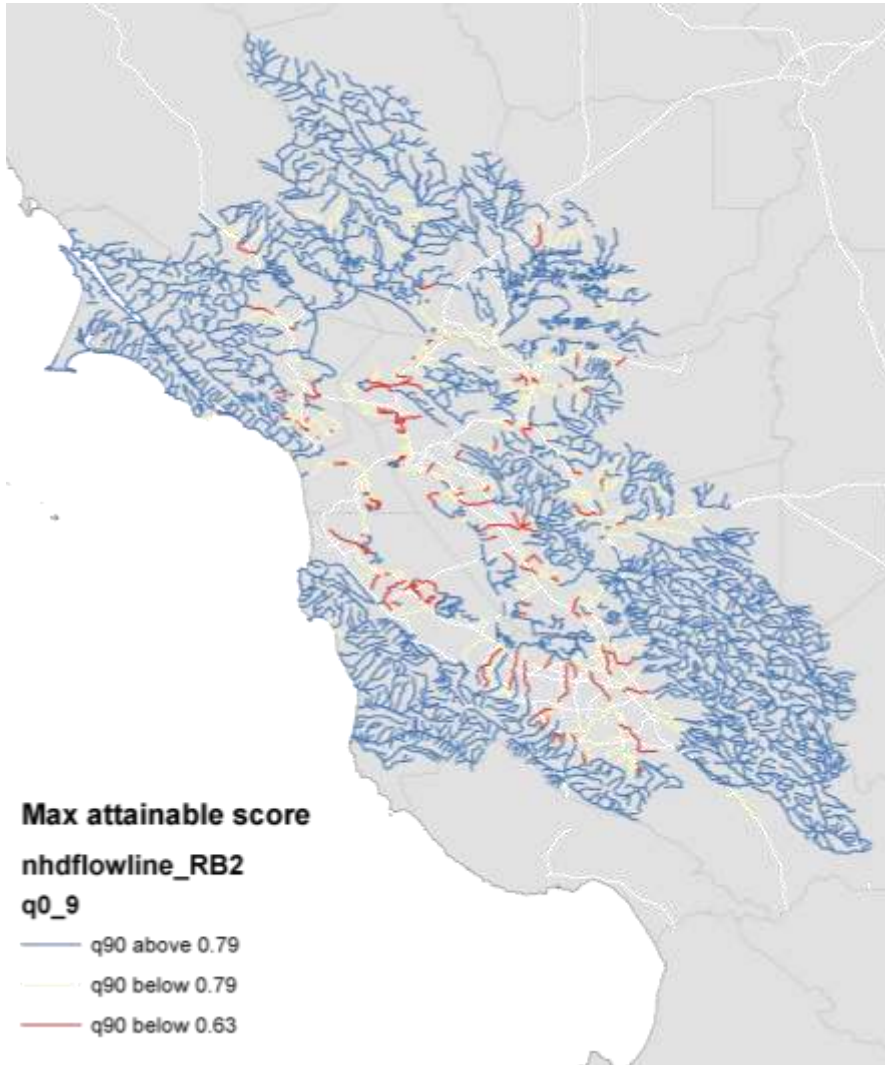 Max attainable score
nhdflowline_RB2
q0_9
q90 above 0.79
q90 below 0.79
q90 below 0.63